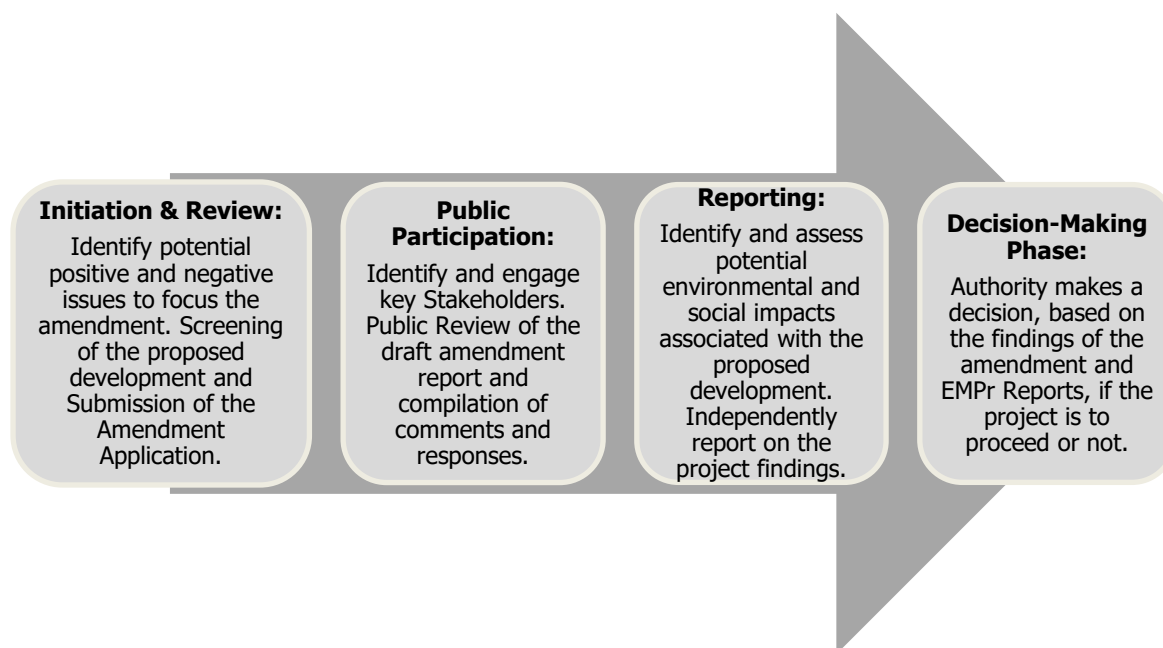 Initiation & Review:
Identify potential
positive and negative
issues to focus the
amendment. Screening
of the proposed
development and
Submission of the
Amendment
Application.
Public
Participation:
Identify and engage
key Stakeholders.
Public Review of the
draft amendment
report and
compilation of
comments and
responses.
Reporting:
Identify and assess
potential
environmental and
social impacts
associated with the
proposed
development.
Independently
report on the
project findings.
Decision-Making
Phase:
Authority makes a
decision, based on
the findings of the
amendment and
EMPr Reports, if the
project is to
proceed or not.